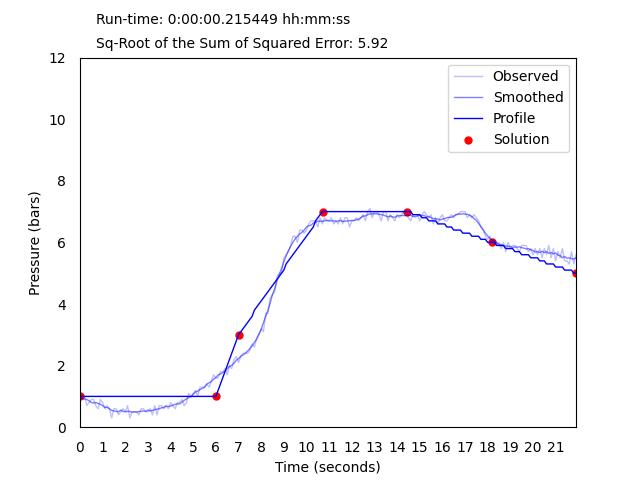 Run-time: 0:00:00.215449 hh:mm:ss
Sq-Root of the Sum of Squared Error: 5.92
Observed
Smoothed
Profile
Solution
12
10
8
6
4
2
0
Pressure (bars)
0 1 2 3 4 5 6 7 8 9 10 11 12 13 14 15 16 17 18 19 20 21
Time (seconds)